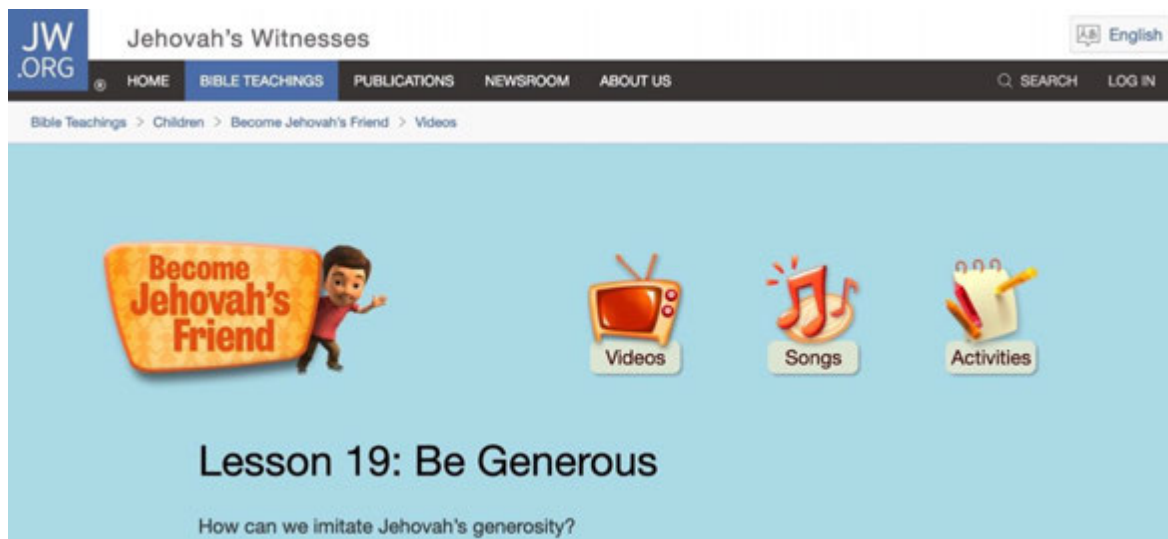 JW
.ORG
®
Jehovah's Witnesses
English
HOME BIBLE TEACHINGS PUBLICATIONS NEWSROOM ABOUT US SEARCH LOG IN
Bible Teachings > Children > Become Jehovah's Friend > Videos
Become
Jehovah's
Friend
Videos Songs Activities
Lesson 19: Be Generous
How can we imitate Jehovah's generosity?